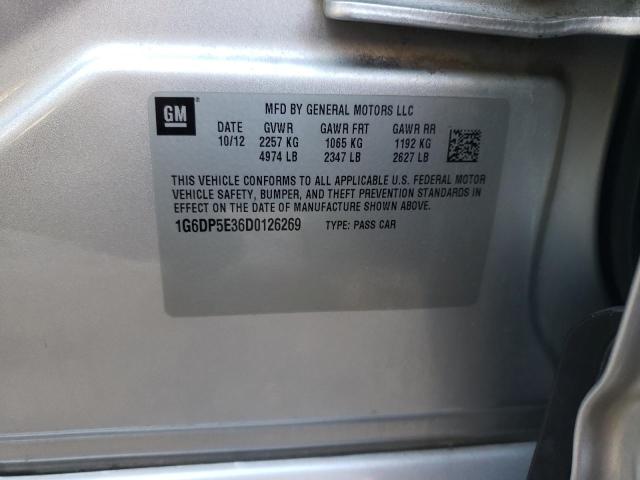 GM
MFD BY GENERAL MOTORS LLC
DATE GVWR GAWR FRT GAWR RR
10/12 2257 KG 1065 KG 1192 KG
4974 LB 2347 LB 2627 LB
THIS VEHICLE CONFORMS TO ALL APPLICABLE U.S. FEDERAL MOTOR
VEHICLE SAFETY, BUMPER, AND THEFT PREVENTION STANDARDS IN
EFFECT ON THE DATE OF MANUFACTURE SHOWN ABOVE.
1G6DP5E36D0126269 TYPE: PASS CAR